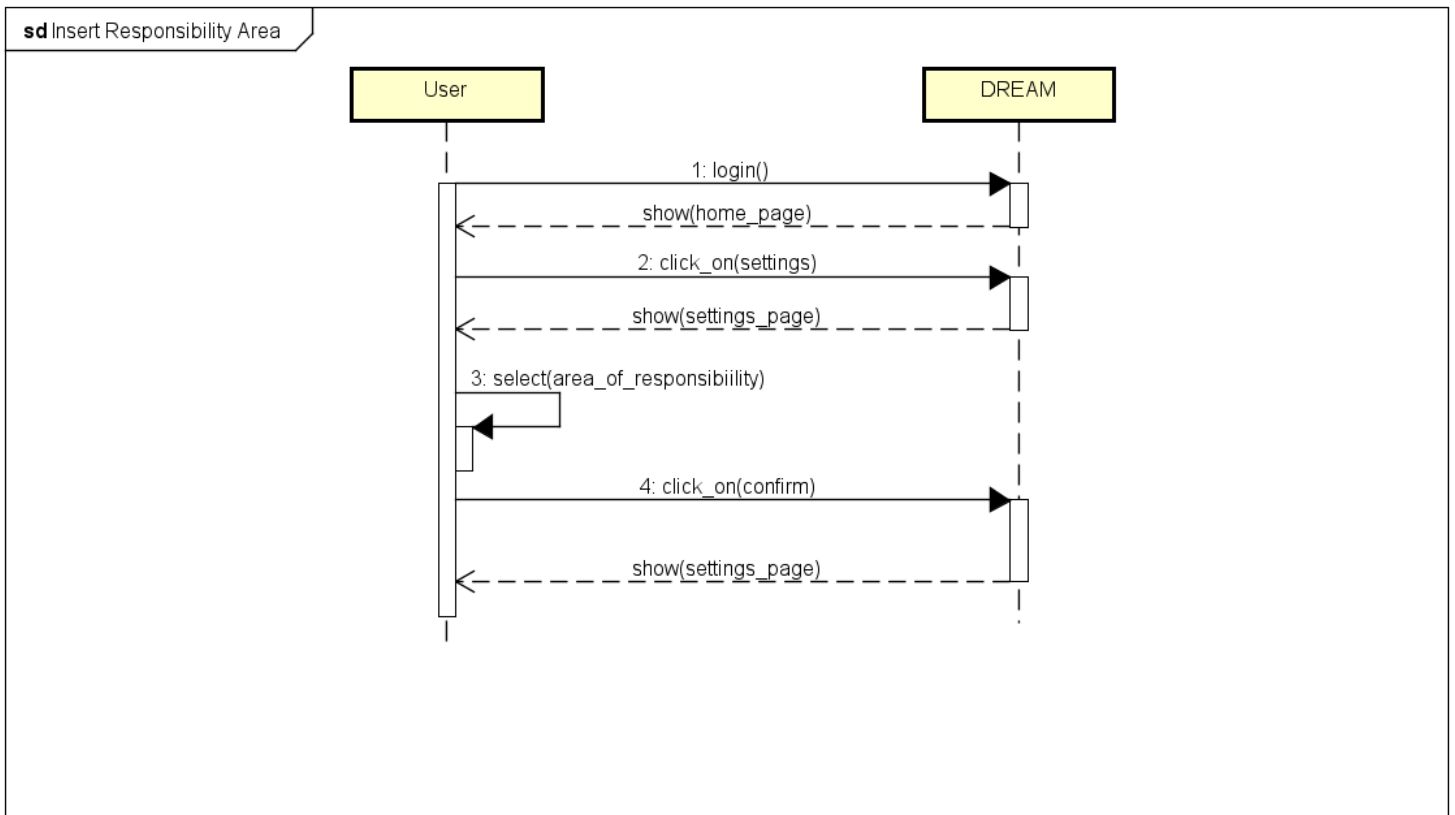 sd Insert Responsibility Area
User
DREAM
1: login()
show(home_page)
2: click_on(settings)
show(settings_page)
3: select(area_of_responsibiility)
4: click_on(confirm)
show(settings_page)